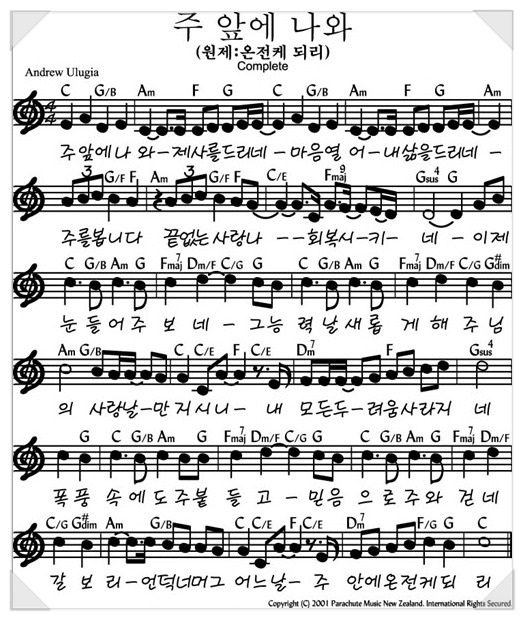 주 앞에 나와
(원제:온전케 되리)
Complete
Andrew Ulugia
C G/B Am F G C G/B Am F G C Am
주앞에나 와-제사를드리네-마음열 어-내삶을드리네-
3 G/F F Am 3 G/F F C/E Fmaj9 Gsus4 G
주를봅니다 끝없는사랑나--회복시-키- 네-이제
C G/B Am G Fmaj7 Dm/F C/G G C G/B Am G Fmaj7 Dm/F C/G G#dim
눈 들어주 보네-그능 력날새롭 게해주님
Am G/B C C/E F G C C/E F C/E Dm7 F Gsus4
의 사랑날-만지시니- 내 모든두-려움사라지 네
G C G/B Am G Fmaj7 Dm/F C/G G C G/B Am G Fmaj7 Dm/F
폭풍 속에도주붙 들 고-믿음 으로주와 걷네
C/G G#dim Am G/B C C/E F G C C/E F C/E Dm7 F/G G C
갈 보 리-언덕너머그 어느날- 주 안에온전케되 리
Copyright (C) 2001 Parachute Music New Zealand. International Rights Secured